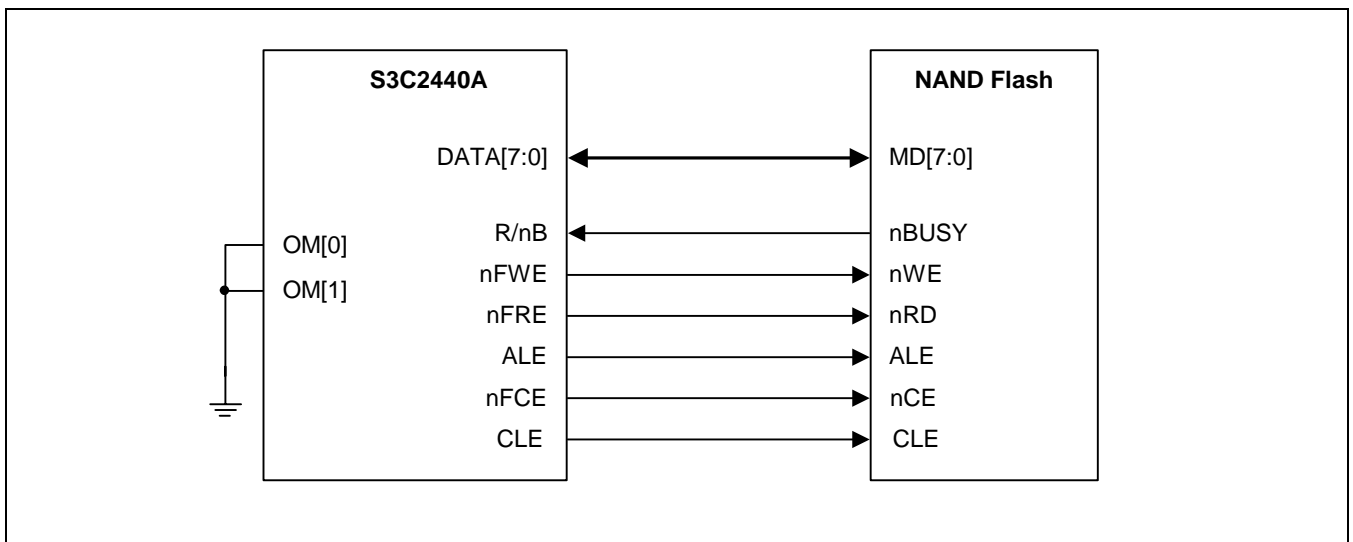 S3C2440A NAND Flash
DATA[7:0] MD[7:0]
R/nB nBUSY
OM[0]
nFWE nWE
OM[1]
nFRE nRD
ALE ALE
nFCE nCE
CLE CLE